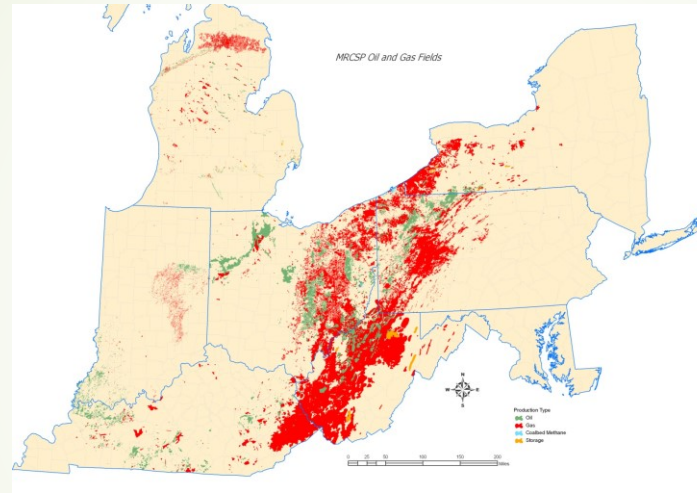 MRCSP Oil and Gas Fields
N
W E
S
Production Type
Oil
Gas
Coalbed Methane
Storage
0 25 50 100 150 200
Miles